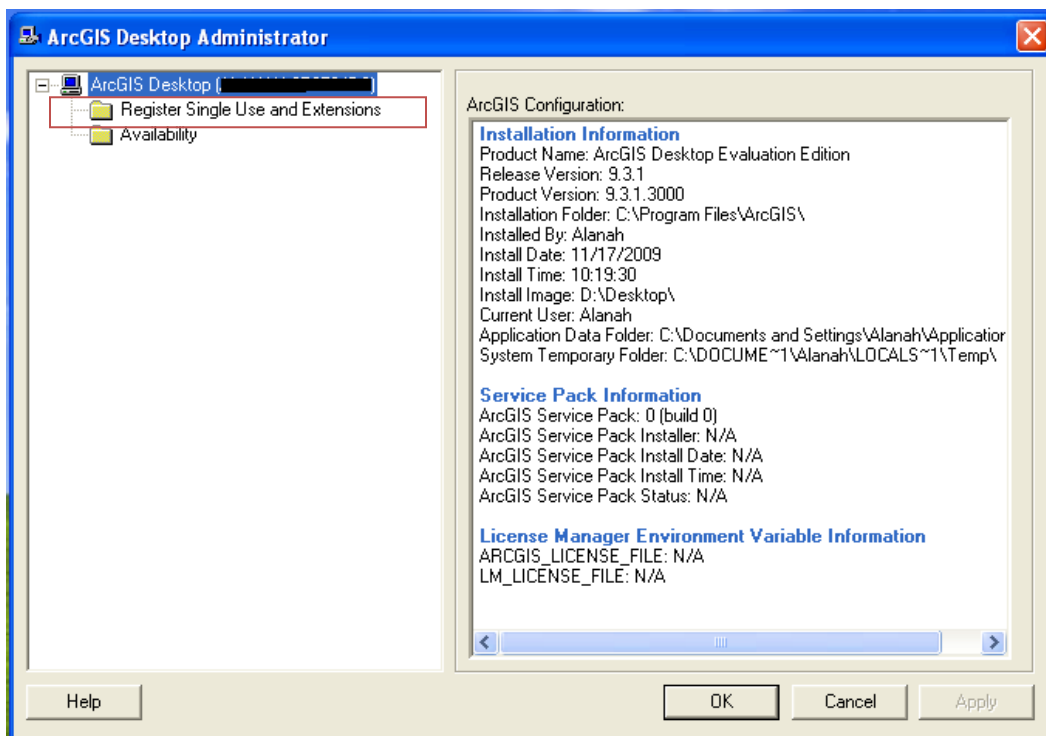 ArcGIS Desktop Administrator
ArcGIS Desktop (
Register Single Use and Extensions
Availability
ArcGIS Configuration:
Installation Information
Product Name: ArcGIS Desktop Evaluation Edition
Release Version: 9.3.1
Product Version: 9.3.1.3000
Installation Folder: C:\Program Files\ArcGIS\
Installed By: Alanah
Install Date: 11/17/2009
Install Time: 10:19:30
Install Image: D:\Desktop\
Current User: Alanah
Application Data Folder: C:\Documents and Settings\Alanah\Application
System Temporary Folder: C:\DOCUME~1\Alanah\LOCALS~1\Temp\
Service Pack Information
ArcGIS Service Pack: 0 (build 0)
ArcGIS Service Pack Installer: N/A
ArcGIS Service Pack Install Date: N/A
ArcGIS Service Pack Install Time: N/A
ArcGIS Service Pack Status: N/A
License Manager Environment Variable Information
ARCGIS_LICENSE_FILE: N/A
LM_LICENSE_FILE: N/A
Help
OK
Cancel
Apply